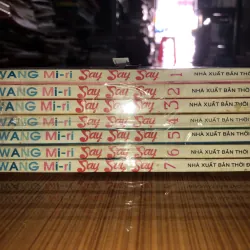 WANG Mi-ri Say Say Say 1 NHÀ XUẤT BẢN THỜI
WANG Mi-ri Say Say Say 2 NHÀ XUẤT BẢN THỜI
WANG Mi-ri Say Say Say 3 NHÀ XUẤT BẢN THỜI
WANG Mi-ri Say Say Say 4 NHÀ XUẤT BẢN THỜI
WANG Mi-ri Say Say Say 5 NHÀ XUẤT BẢN THỜI
WANG Mi-ri Say Say Say 6 NHÀ XUẤT BẢN THỜI
WANG Mi-ri Say Say Say 7 NHÀ XUẤT BẢN THỜI Đ